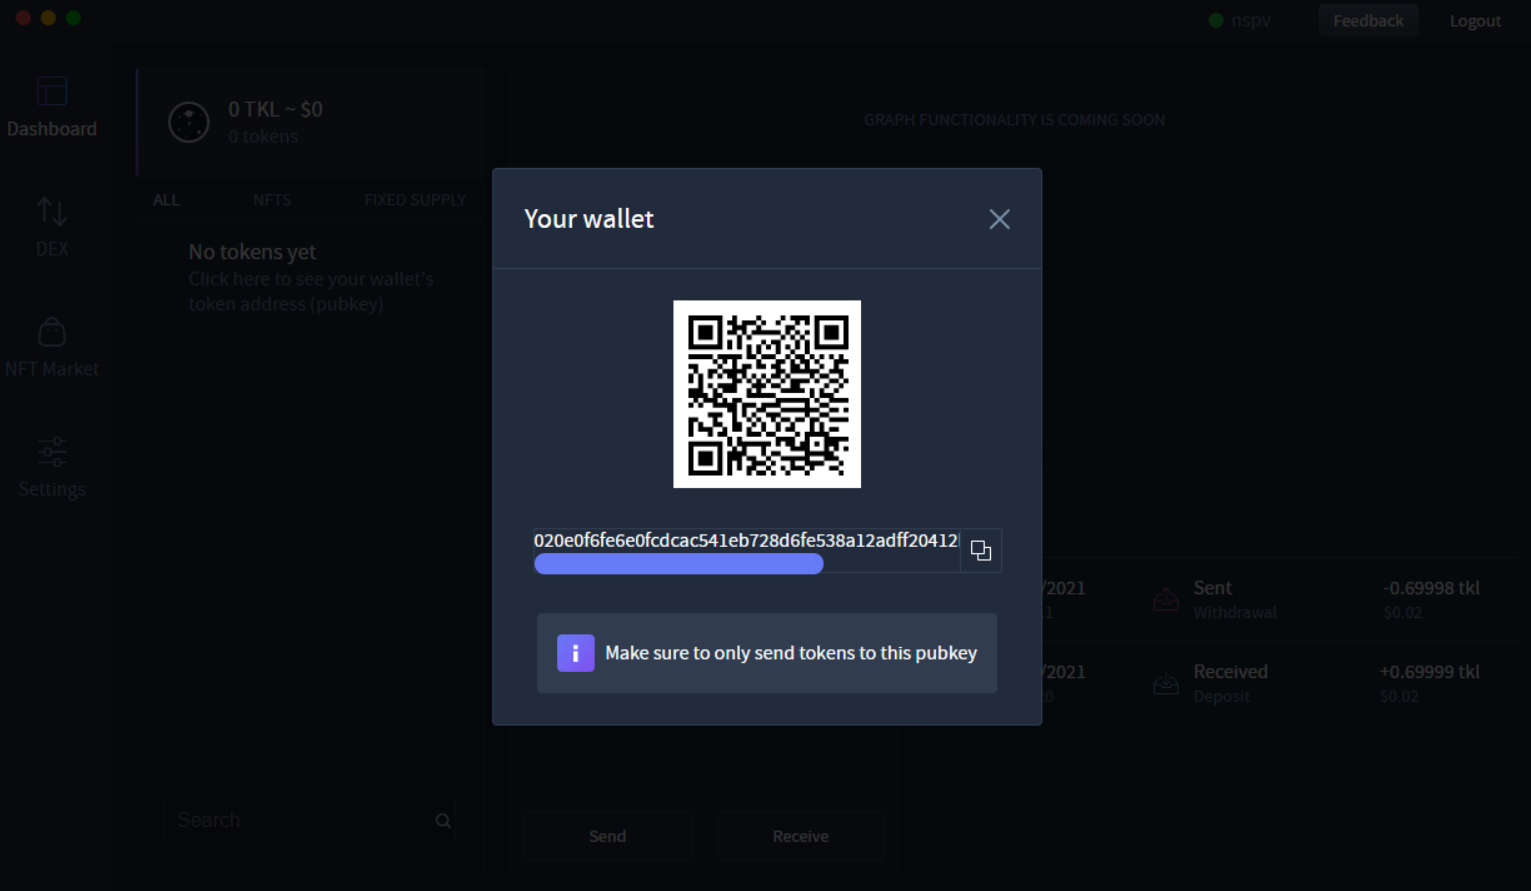 nspv
Feedback
Logout
Dashboard
0 TKL ~ $0
0 tokens
GRAPH FUNCTIONALITY IS COMING SOON
ALL
NFTS
FIXED SUPPLY
DEX
No tokens yet
Click here to see your wallet's
token address (pubkey)
NFT Market
Settings
Your wallet
020e0f6fe6e0fcdcac541eb728d6fe538a12adff20412
i
Make sure to only send tokens to this pubkey
/2021
Sent
-0.69998 tkl
Withdrawal
$0.02
/2021
Received
+0.69999 tkl
Deposit
$0.02
Search
Send
Receive